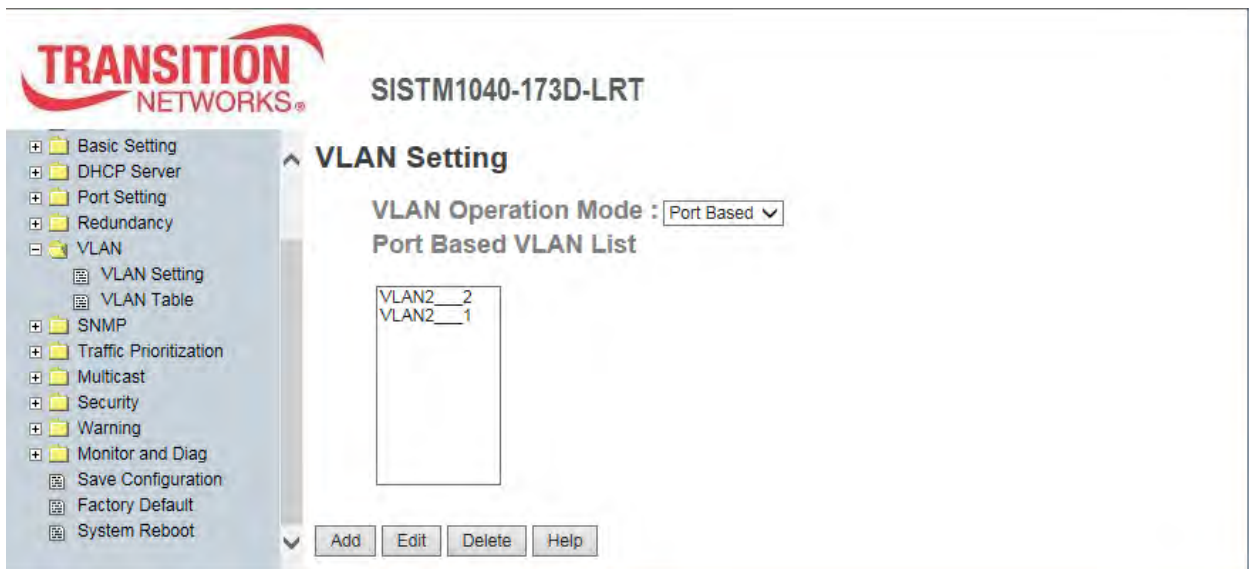 TRANSITION
NETWORKS®
SISTM1040-173D-LRT
Basic Setting
DHCP Server
Port Setting
Redundancy
VLAN
VLAN Setting
VLAN Table
SNMP
Traffic Prioritization
Multicast
Security
Warning
Monitor and Diag
Save Configuration
Factory Default
System Reboot
VLAN Setting
VLAN Operation Mode : Port Based
Port Based VLAN List
VLAN2___2
VLAN2___1
Add Edit Delete Help